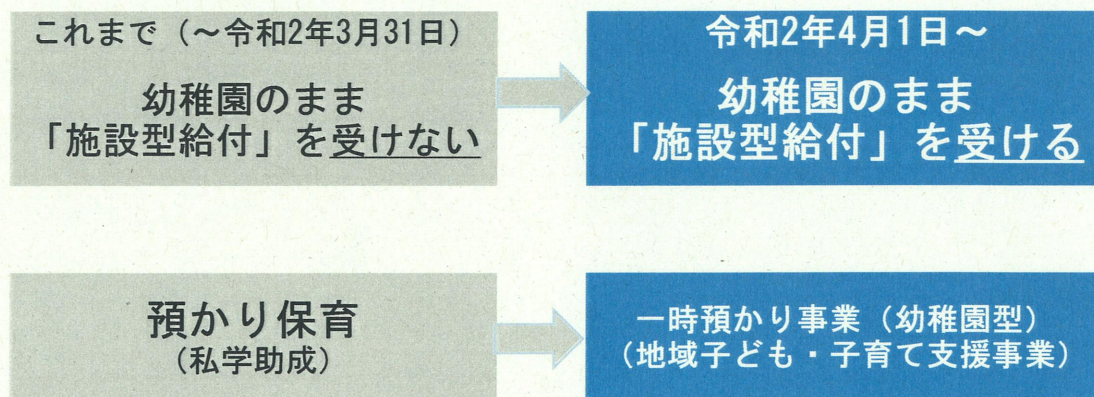 これまで（～令和2年3月31日）
幼稚園のまま
「施設型給付」を受けない
令和2年4月1日～
幼稚園のまま
「施設型給付」を受ける
預かり保育
（私学助成）
一時預かり事業（幼稚園型）
（地域子ども・子育て支援事業）